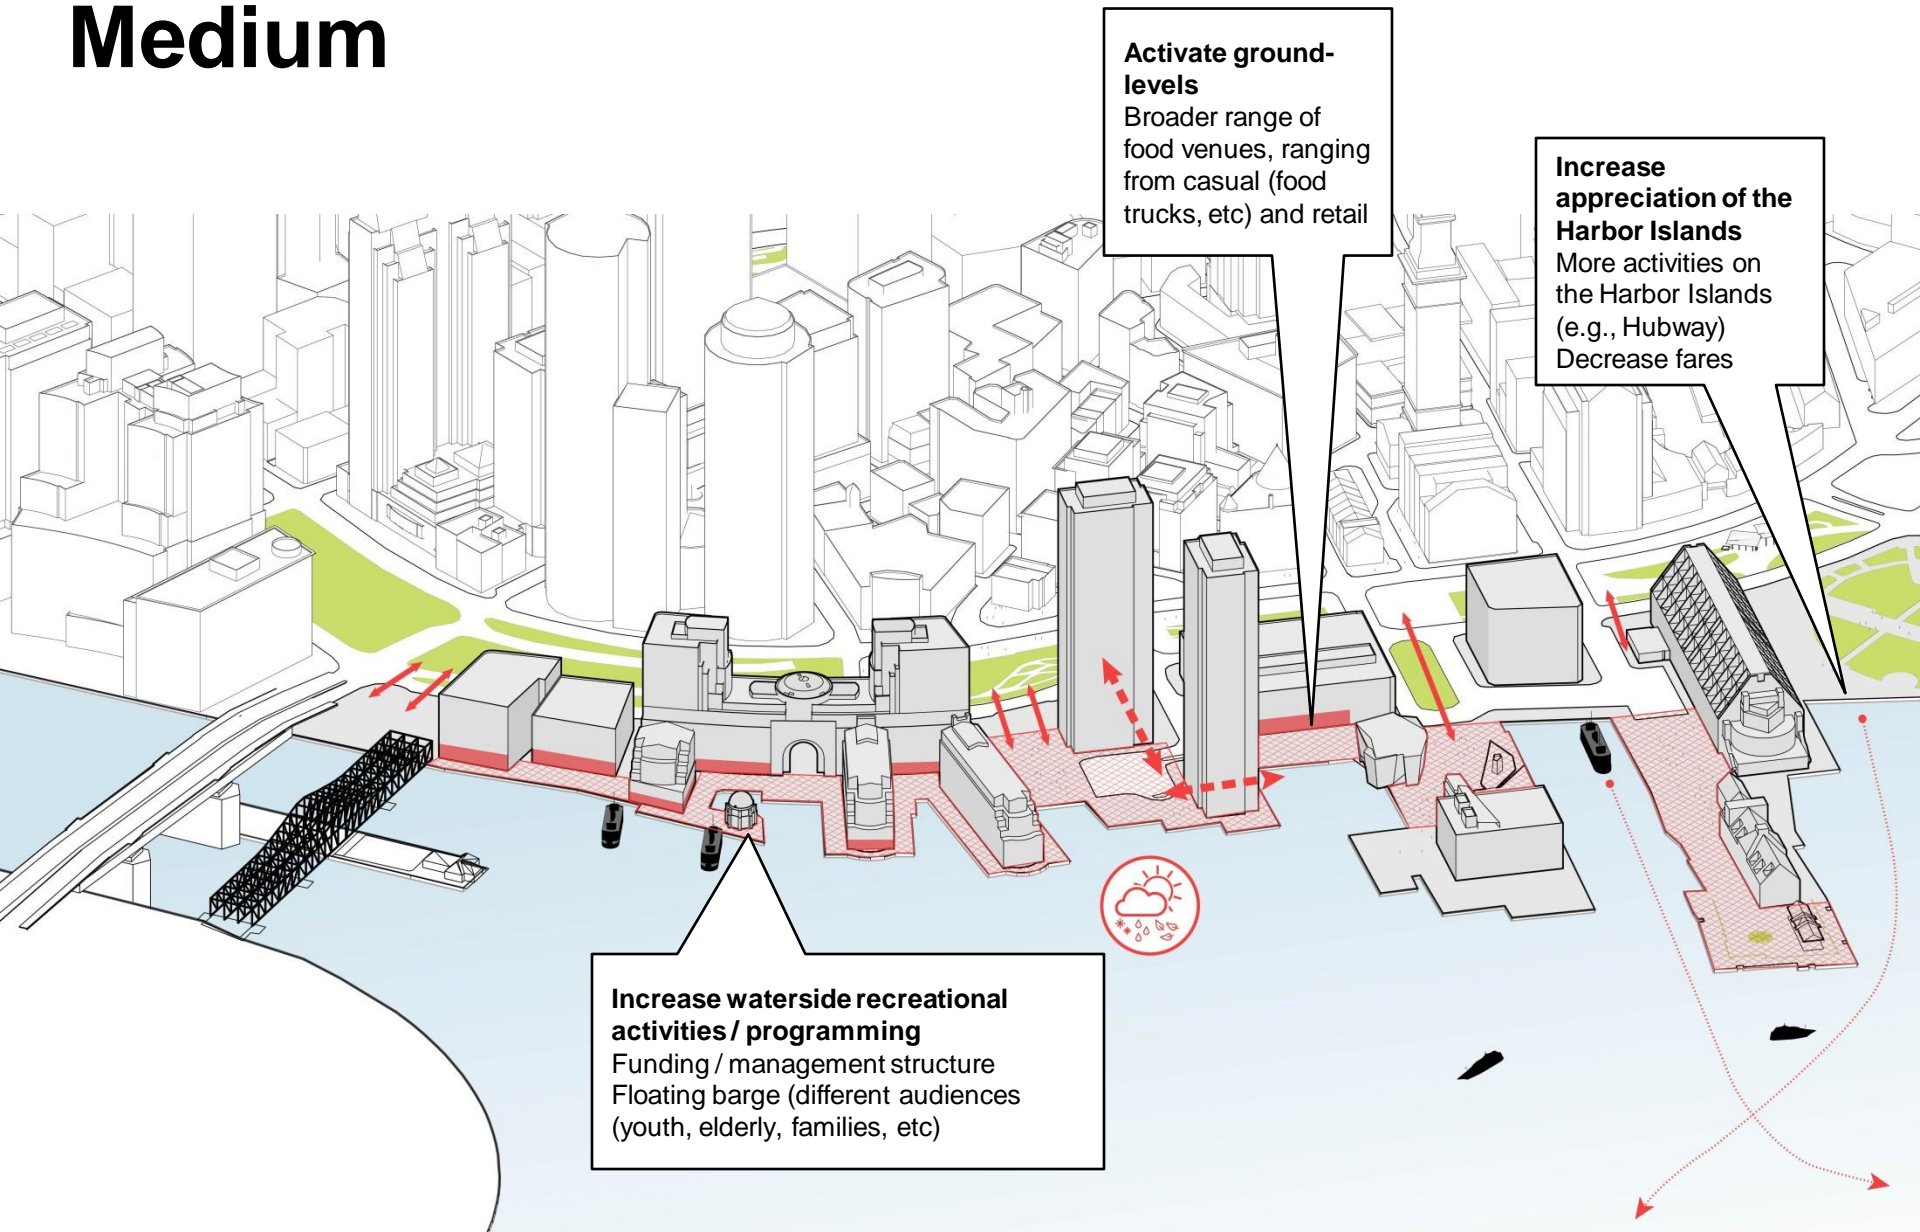 Medium
Activate ground-
levels
Broader range of
food venues, ranging
from casual (food
trucks, etc) and retail
Increase
appreciation of the
Harbor Islands
More activities on
the Harbor Islands
(e.g., Hubway)
Decrease fares
Increase waterside recreational
activities / programming
Funding / management structure
Floating barge (different audiences
(youth, elderly, families, etc)